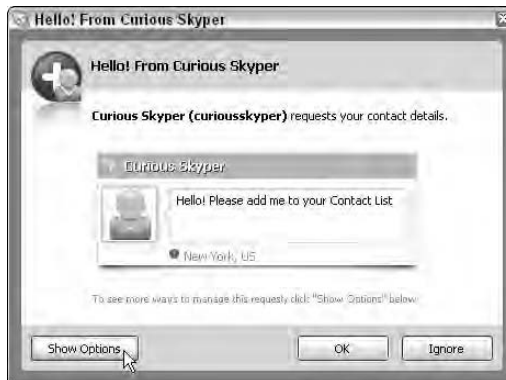 Hello! From Curious Skyper
Hello! From Curious Skyper
Curious Skyper (curiousskyper) requests your contact details.
Curious Skyper
Hello! Please add me to your Contact List
New York, US
To see more ways to manage this request, click "Show Options" below
Show Options
OK
Ignore